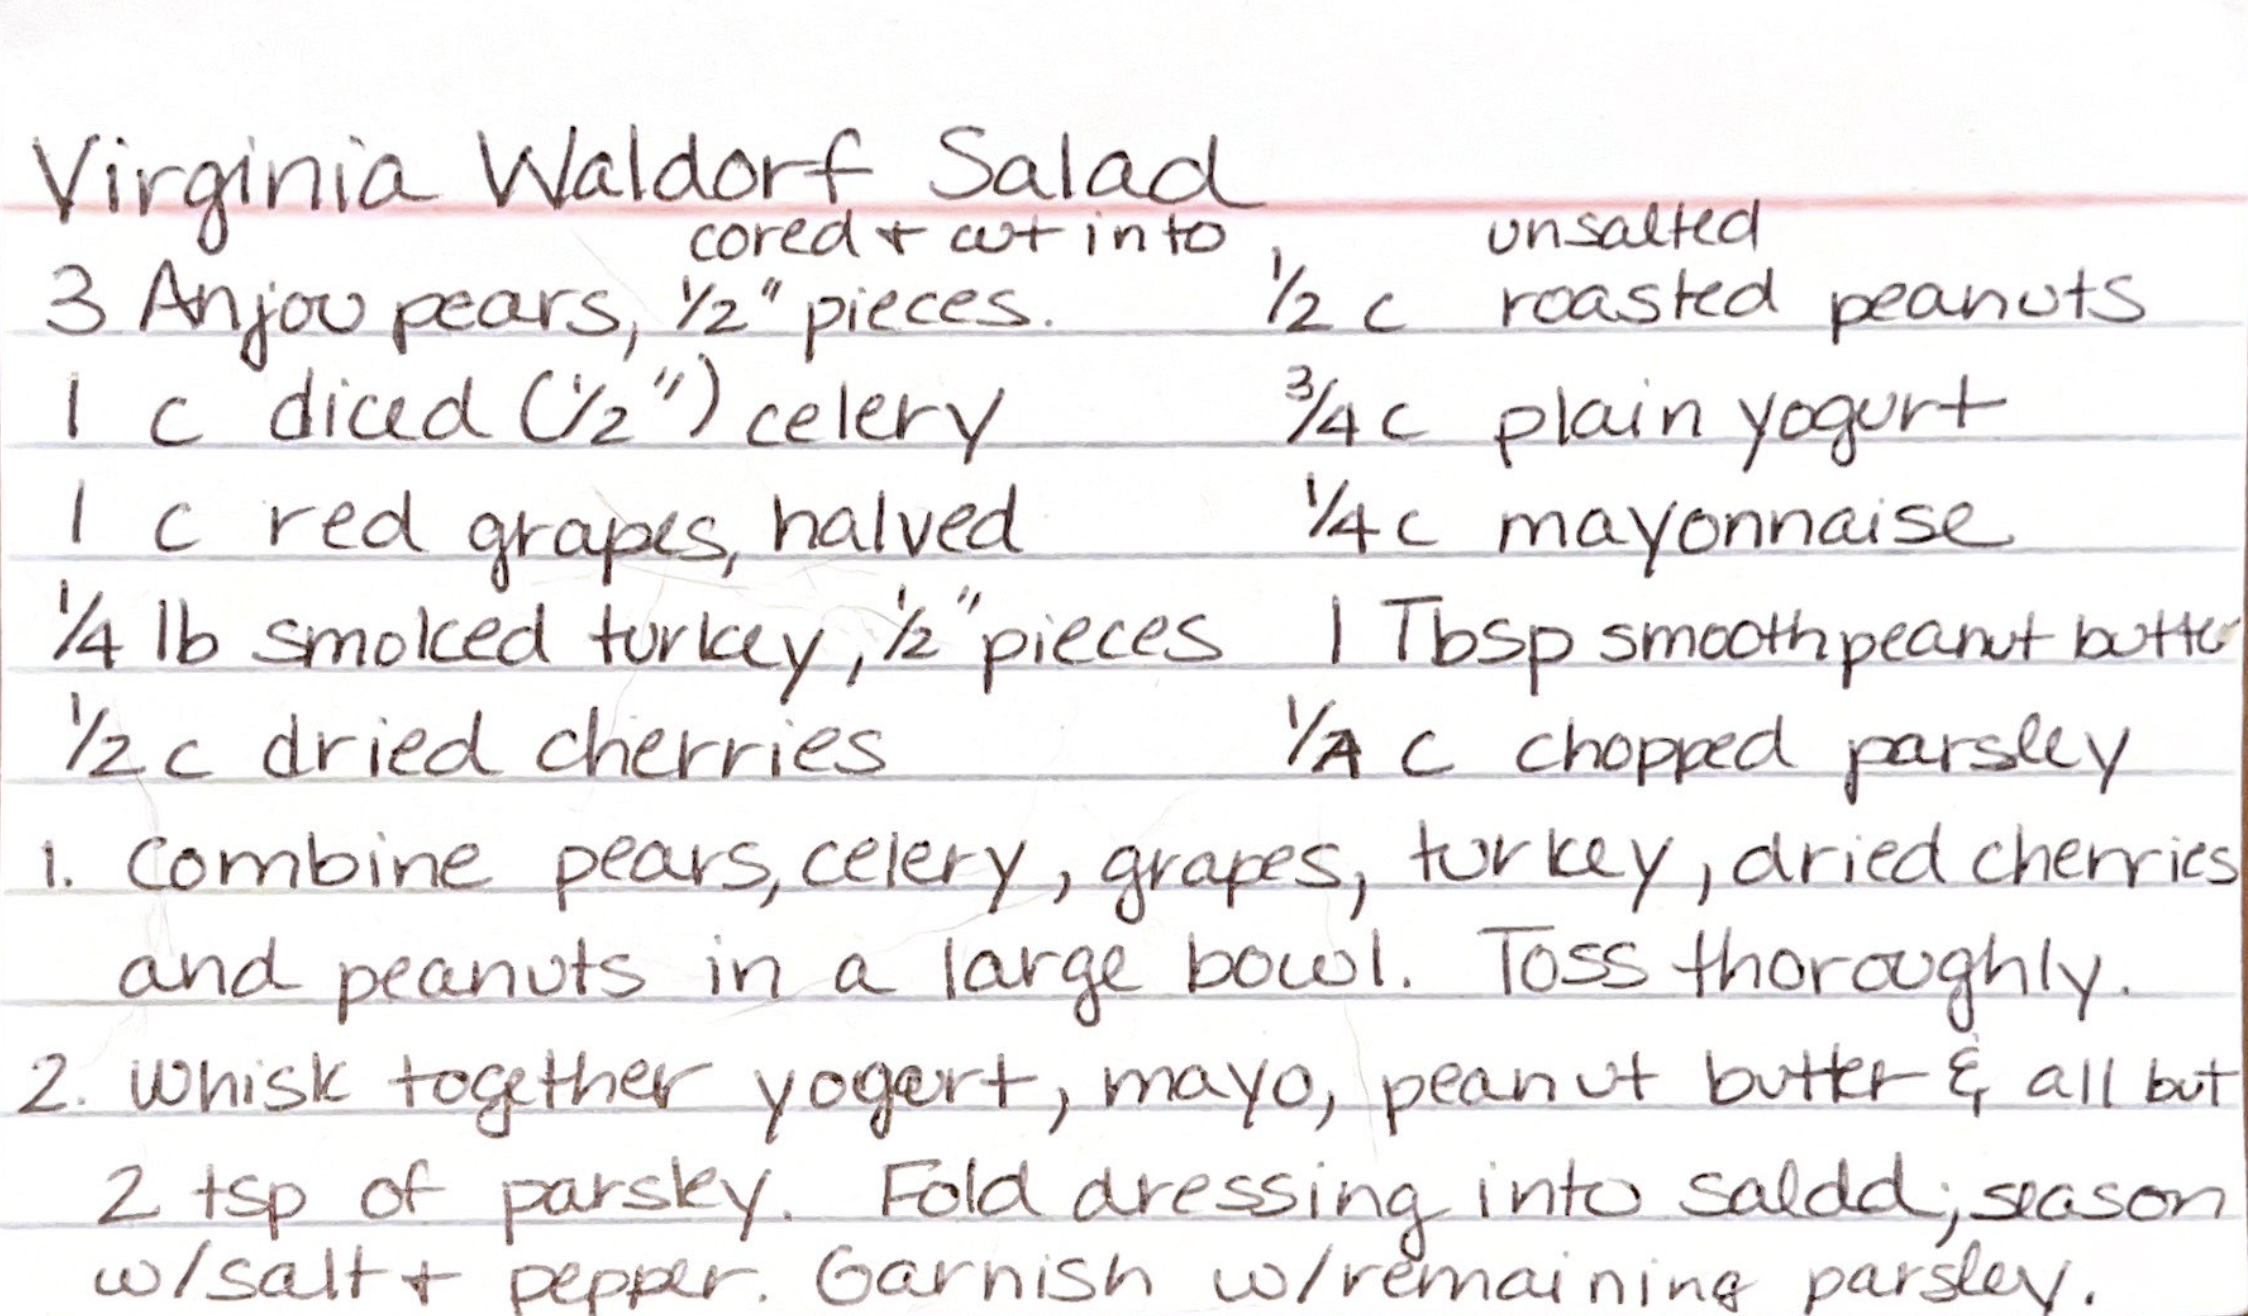 Virginia Waldorf Salad
cored + cut into
3 Anjou pears, 1/2" pieces.
1 c diced (1/2") celery
1 c red grapes, halved
1/4 lb smoked turkey, 1/2" pieces
1/2 c dried cherries
unsalted
1/2 c roasted peanuts
3/4 c plain yogurt
1/4 c mayonnaise
1 Tbsp smooth peanut butter
1/4 c chopped parsley
1. Combine pears, celery, grapes, turkey, dried cherries
and peanuts in a large bowl. Toss thoroughly.
2. Whisk together yogurt, mayo, peanut butter & all but
2 tsp of parsley. Fold dressing into salad; season
w/salt + pepper. Garnish w/remaining parsley.